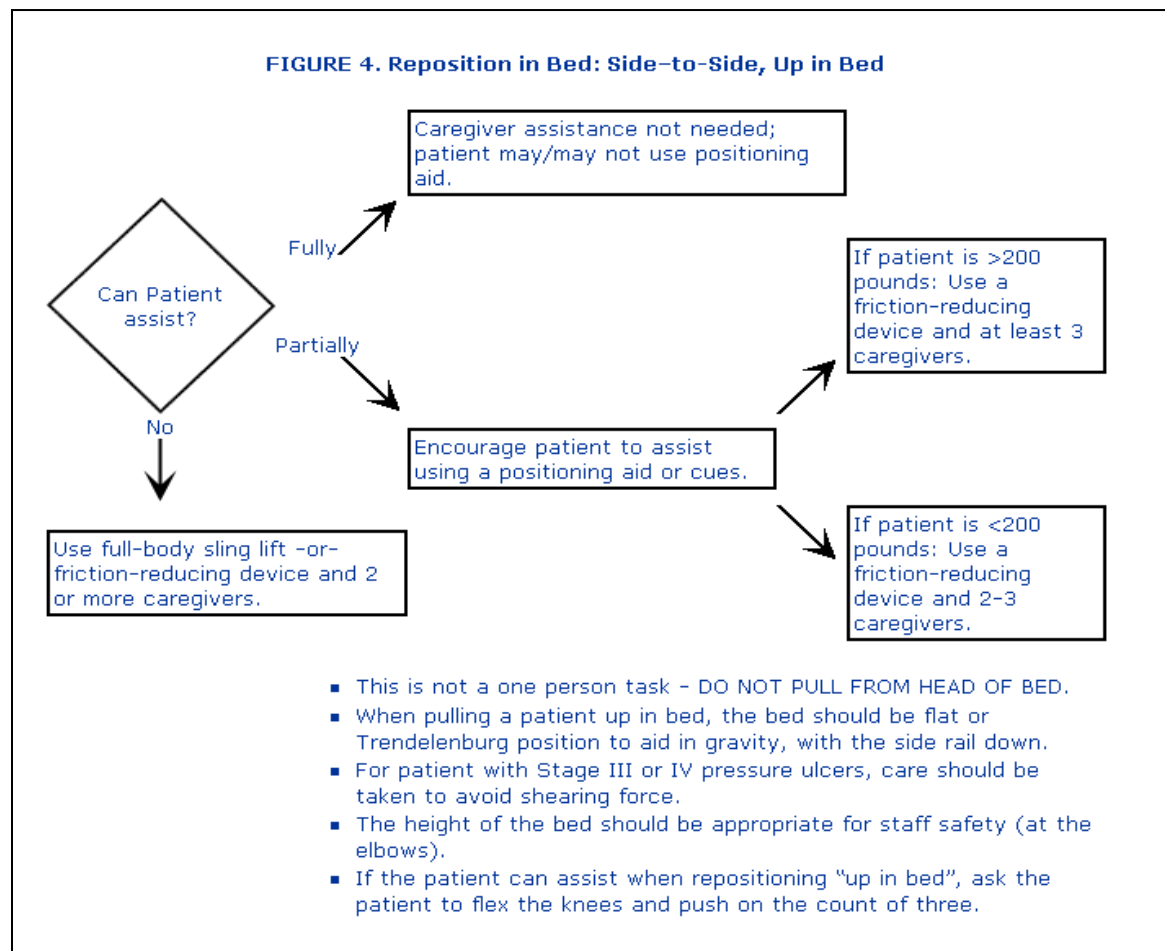 FIGURE 4. Reposition in Bed: Side–to–Side, Up in Bed
Caregiver assistance not needed;
patient may/may not use positioning
aid.
Fully
Can Patient
assist?
Partially
No
If patient is >200
pounds: Use a
friction–reducing
device and at least 3
caregivers.
Encourage patient to assist
using a positioning aid or cues.
Use full–body sling lift –or–
friction–reducing device and 2
or more caregivers.
If patient is <200
pounds: Use a
friction–reducing
device and 2–3
caregivers.
▪ This is not a one person task – DO NOT PULL FROM HEAD OF BED.
▪ When pulling a patient up in bed, the bed should be flat or
Trendelenburg position to aid in gravity, with the side rail down.
▪ For patient with Stage III or IV pressure ulcers, care should be
taken to avoid shearing force.
▪ The height of the bed should be appropriate for staff safety (at the
elbows).
▪ If the patient can assist when repositioning “up in bed”, ask the
patient to flex the knees and push on the count of three.